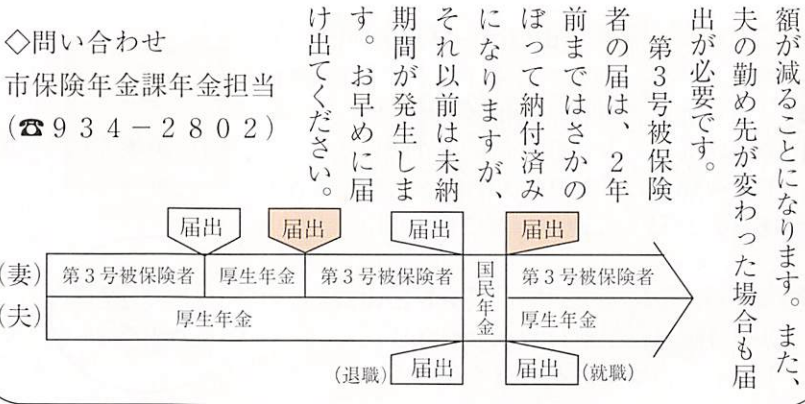 額が減ることになります。また、
夫の勤め先が変わった場合も届
出が必要です。
第3号被保険
者の届は、2年
前まではさかの
ぼって納付済み
になりますが、
それ以前は未納
期間が発生しま
す。お早めに届
け出てください。
◇問い合わせ
市保険年金課年金担当
(☎934-2802)
届出 届出 届出 届出
(妻) 第3号被保険者 厚生年金 第3号被保険者 国民年金 第3号被保険者
(夫) 厚生年金 厚生年金
(退職) 届出 届出 (就職)